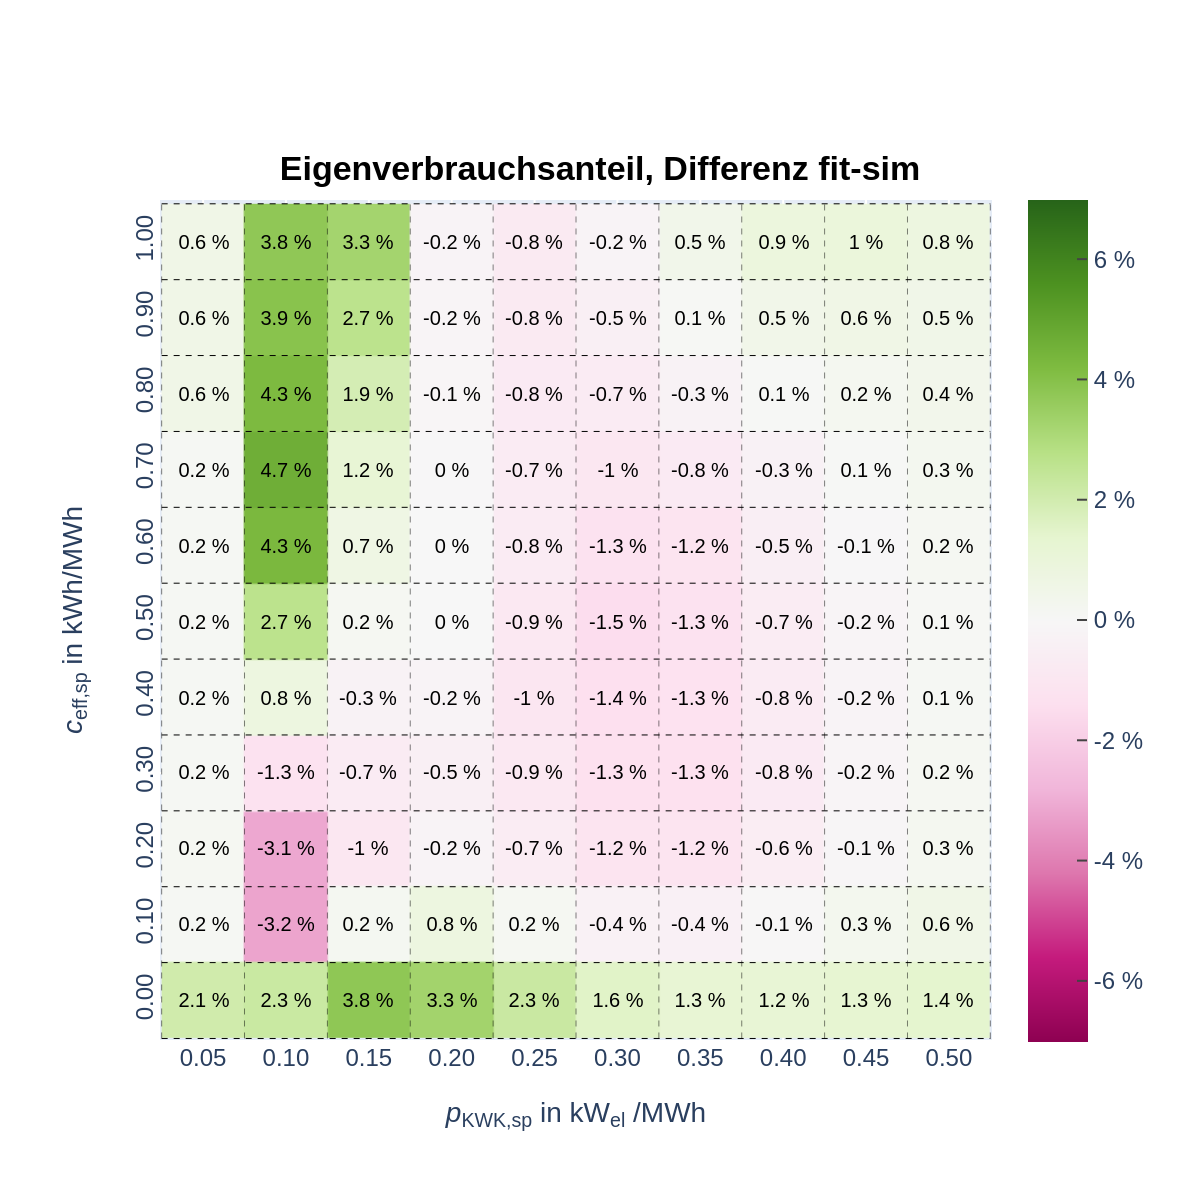 Eigenverbrauchsanteil, Differenz fit-sim
1.00 0.6 % 3.8 % 3.3 % -0.2 % -0.8 % -0.2 % 0.5 % 0.9 % 1 % 0.8 %
0.90 0.6 % 3.9 % 2.7 % -0.2 % -0.8 % -0.5 % 0.1 % 0.5 % 0.6 % 0.5 %
0.80 0.6 % 4.3 % 1.9 % -0.1 % -0.8 % -0.7 % -0.3 % 0.1 % 0.2 % 0.4 %
0.70 0.2 % 4.7 % 1.2 % 0 % -0.7 % -1 % -0.8 % -0.3 % 0.1 % 0.3 %
0.60 0.2 % 4.3 % 0.7 % 0 % -0.8 % -1.3 % -1.2 % -0.5 % -0.1 % 0.2 %
0.50 0.2 % 2.7 % 0.2 % 0 % -0.9 % -1.5 % -1.3 % -0.7 % -0.2 % 0.1 %
0.40 0.2 % 0.8 % -0.3 % -0.2 % -1 % -1.4 % -1.3 % -0.8 % -0.2 % 0.1 %
0.30 0.2 % -1.3 % -0.7 % -0.5 % -0.9 % -1.3 % -1.3 % -0.8 % -0.2 % 0.2 %
0.20 0.2 % -3.1 % -1 % -0.2 % -0.7 % -1.2 % -1.2 % -0.6 % -0.1 % 0.3 %
0.10 0.2 % -3.2 % 0.2 % 0.8 % 0.2 % -0.4 % -0.4 % -0.1 % 0.3 % 0.6 %
0.00 2.1 % 2.3 % 3.8 % 3.3 % 2.3 % 1.6 % 1.3 % 1.2 % 1.3 % 1.4 %
0.05 0.10 0.15 0.20 0.25 0.30 0.35 0.40 0.45 0.50
pKWK,sp in kWel /MWh
ceff,sp in kWh/MWh
6 %
4 %
2 %
0 %
-2 %
-4 %
-6 %